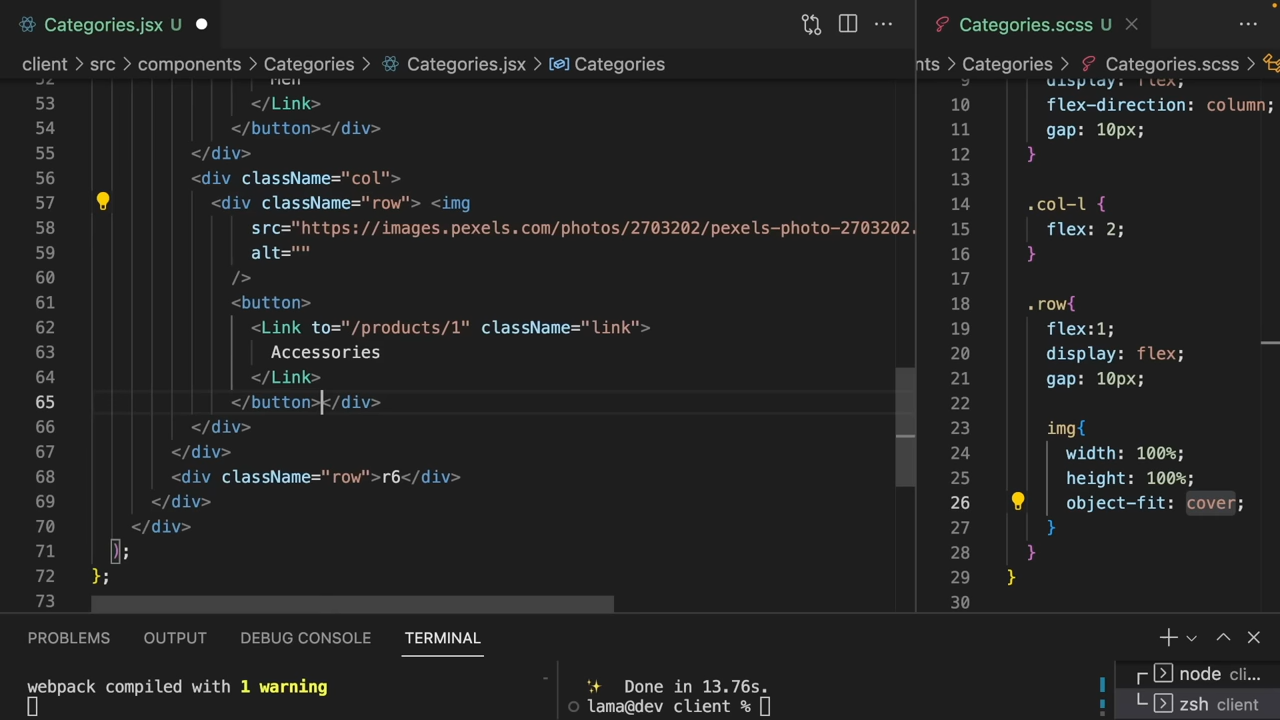 Categories.jsx U
Categories.scss U
client > src > components > Categories > Categories.jsx > Categories
nts > Categories > Categories.scss >
52 Men
53 </Link>
54 </button></div>
55 </div>
56 <div className="col">
57 <div className="row"> <img
58 src="https://images.pexels.com/photos/2703202/pexels-photo-2703202.
59 alt=""
60 />
61 <button>
62 <Link to="/products/1" className="link">
63 Accessories
64 </Link>
65 </button></div>
66 </div>
67 </div>
68 <div className="row">r6</div>
69 </div>
70 </div>
71 );
72 };
73
9 display: flex;
10 flex-direction: column;
11 gap: 10px;
12 }
13
14 .col-l {
15 flex: 2;
16 }
17
18 .row{
19 flex:1;
20 display: flex;
21 gap: 10px;
22
23 img{
24 width: 100%;
25 height: 100%;
26 object-fit: cover;
27 }
28 }
29 }
30
PROBLEMS OUTPUT DEBUG CONSOLE TERMINAL
webpack compiled with 1 warning
✨ Done in 13.76s.
lama@dev client %
node cli...
zsh client